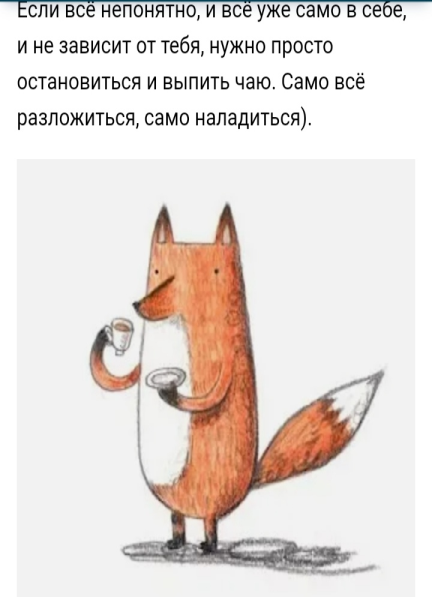 Если всё непонятно, и всё уже само в себе,
и не зависит от тебя, нужно просто
остановиться и выпить чаю. Само всё
разложиться, само наладиться).